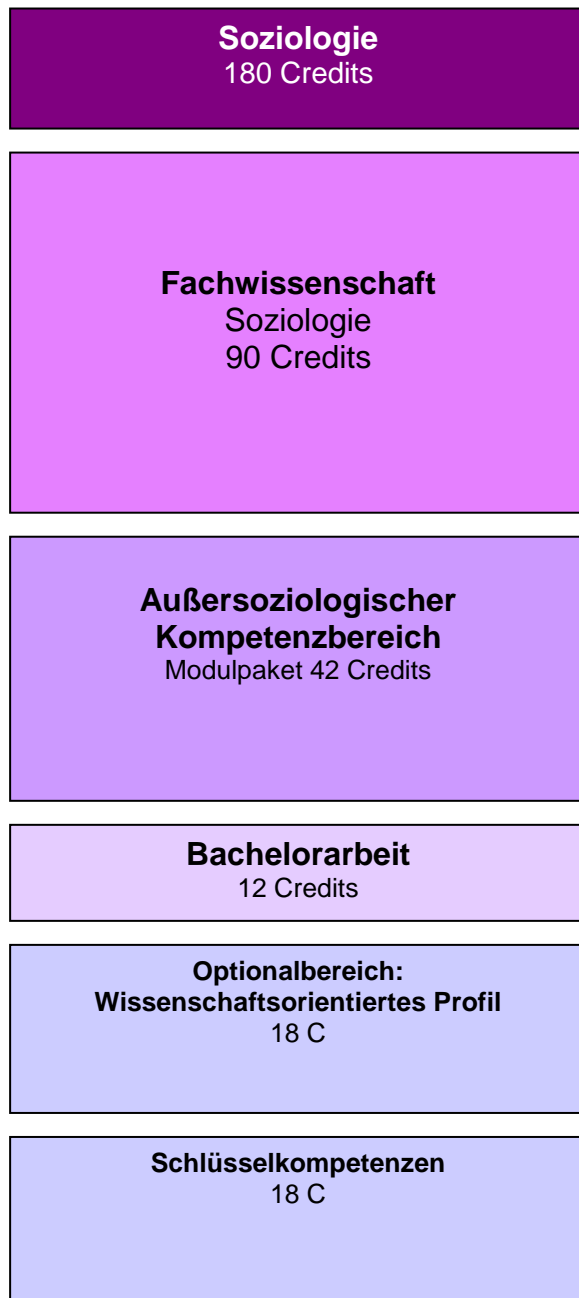 Soziologie
180 Credits
Fachwissenschaft
Soziologie
90 Credits
Außersoziologischer
Kompetenzbereich
Modulpaket 42 Credits
Bachelorarbeit
12 Credits
Optionalbereich:
Wissenschaftsorientiertes Profil
18 C
Schlüsselkompetenzen
18 C